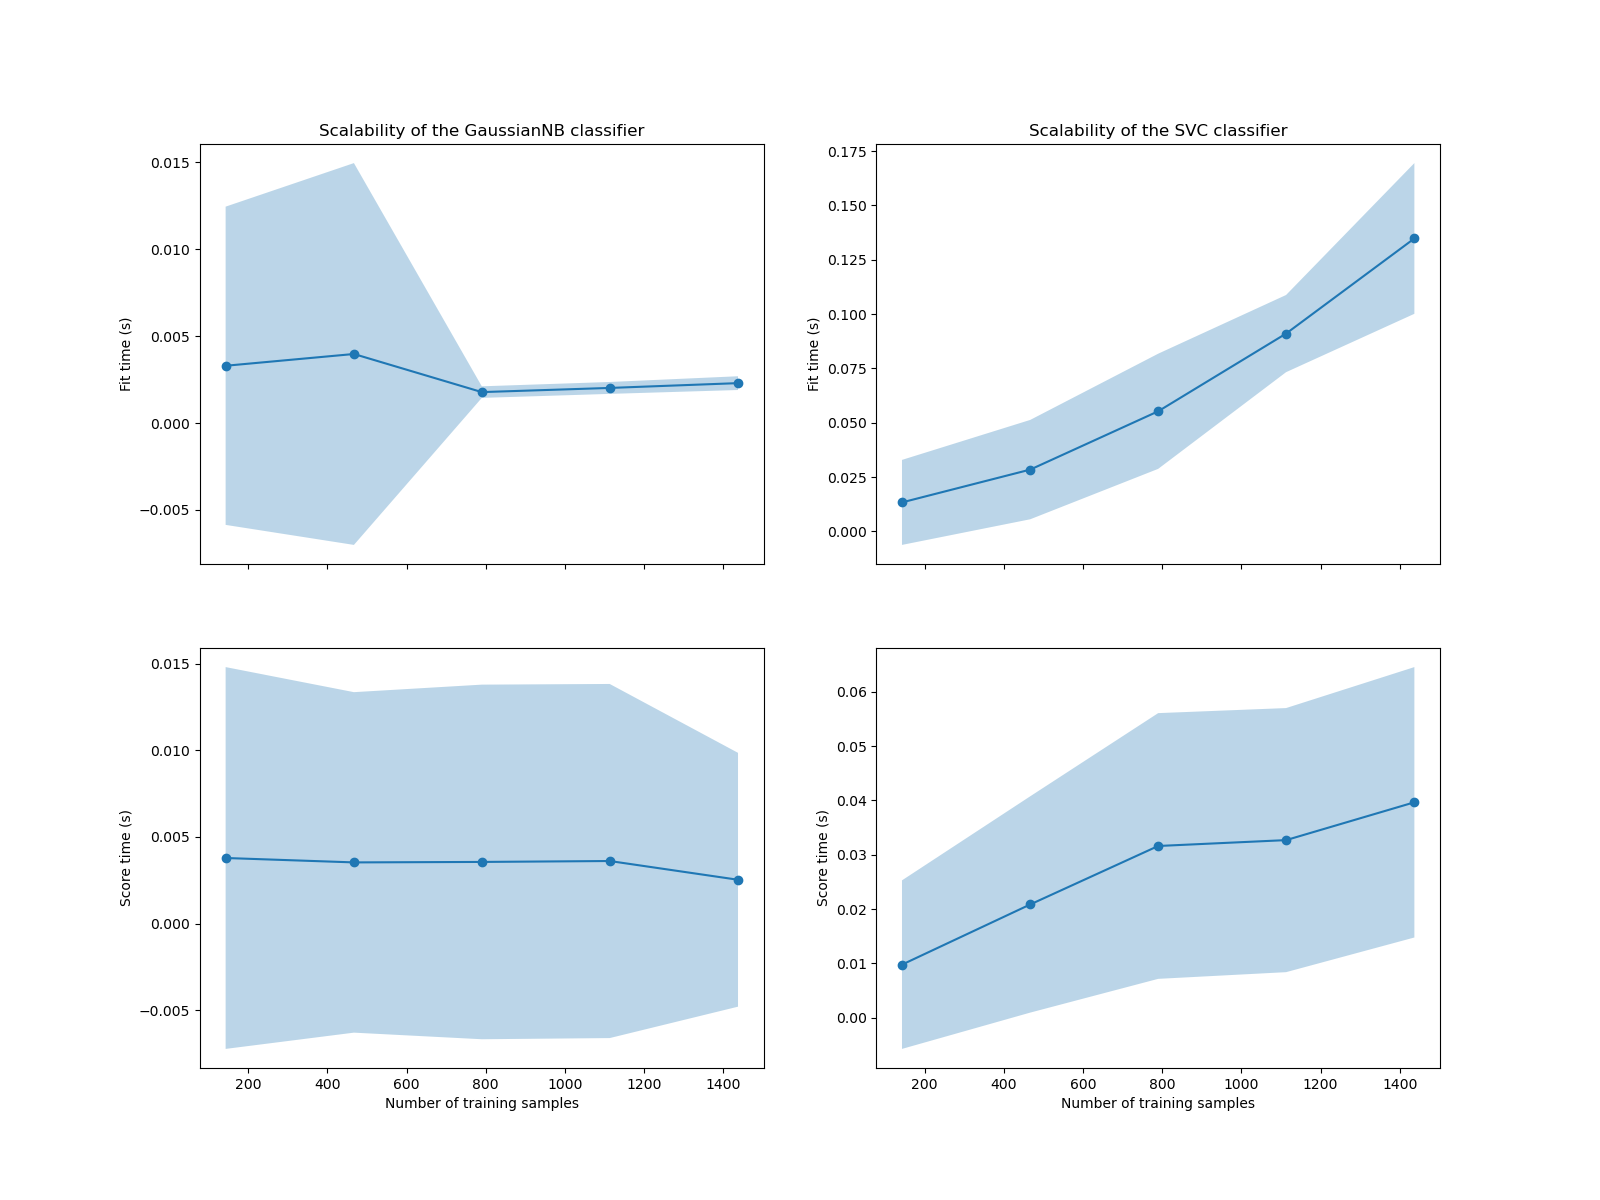 Scalability of the GaussianNB classifier
0.015
0.010
0.005
0.000
−0.005
Fit time (s)
Scalability of the SVC classifier
0.175
0.150
0.125
0.100
0.075
0.050
0.025
0.000
Fit time (s)
0.015
0.010
0.005
0.000
−0.005
Score time (s)
200 400 600 800 1000 1200 1400
Number of training samples
0.06
0.05
0.04
0.03
0.02
0.01
0.00
Score time (s)
200 400 600 800 1000 1200 1400
Number of training samples